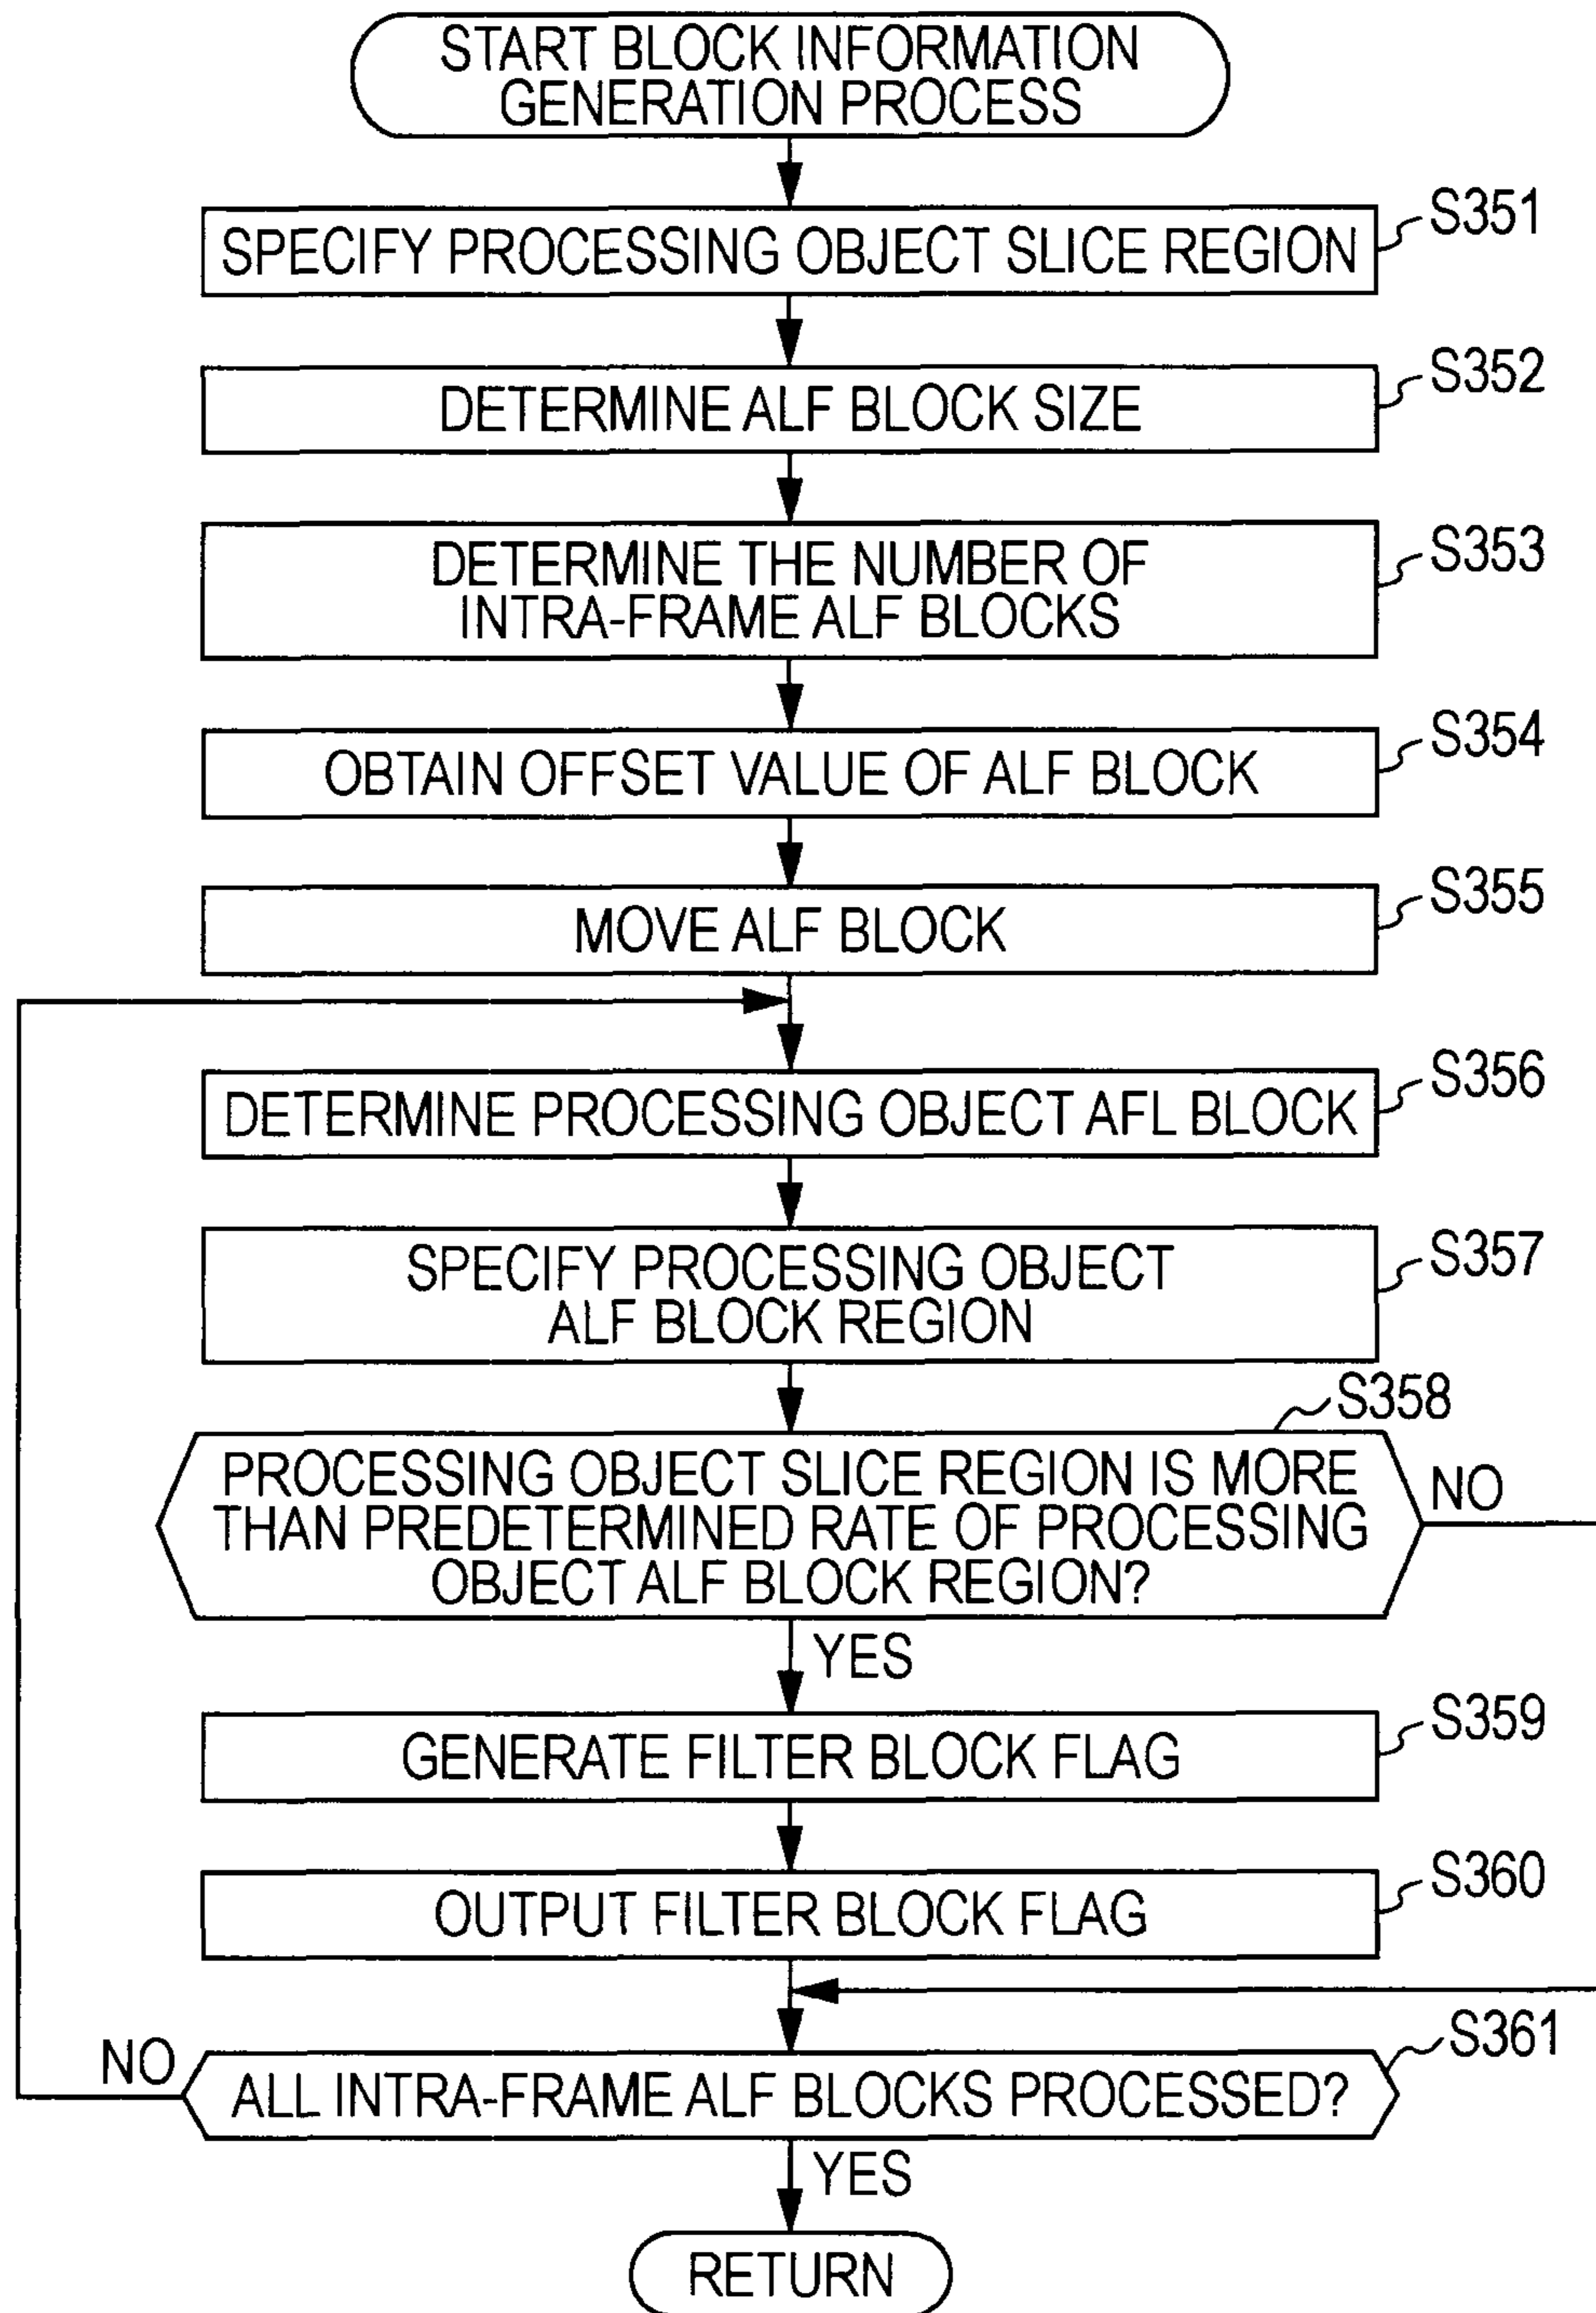 START BLOCK INFORMATION
GENERATION PROCESS
S351
SPECIFY PROCESSING OBJECT SLICE REGION
S352
DETERMINE ALF BLOCK SIZE
S353
DETERMINE THE NUMBER OF
INTRA-FRAME ALF BLOCKS
S354
OBTAIN OFFSET VALUE OF ALF BLOCK
S355
MOVE ALF BLOCK
S356
DETERMINE PROCESSING OBJECT AFL BLOCK
S357
SPECIFY PROCESSING OBJECT
ALF BLOCK REGION
S358
PROCESSING OBJECT SLICE REGION IS MORE
THAN PREDETERMINED RATE OF PROCESSING
OBJECT ALF BLOCK REGION?
NO
YES
S359
GENERATE FILTER BLOCK FLAG
S360
OUTPUT FILTER BLOCK FLAG
S361
NO
ALL INTRA-FRAME ALF BLOCKS PROCESSED?
YES
RETURN